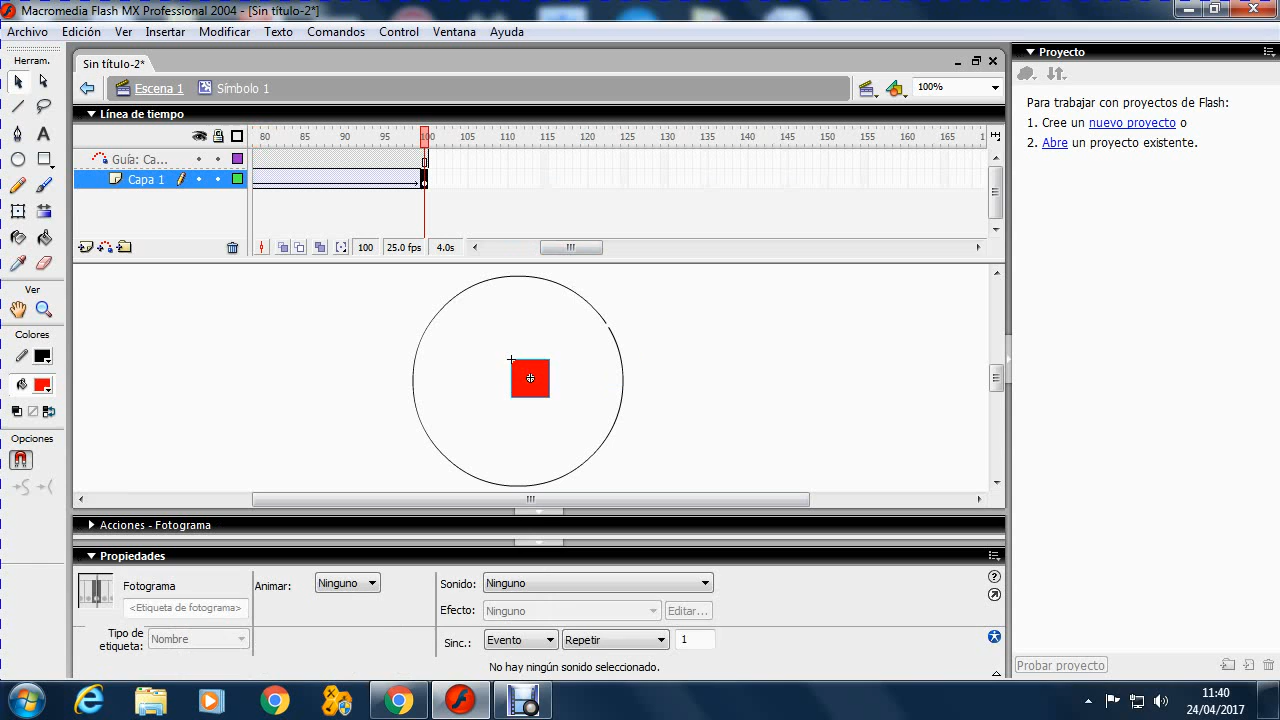 Macromedia Flash MX Professional 2004 - [Sin título-2*]
Archivo Edición Ver Insertar Modificar Texto Comandos Control Ventana Ayuda
Herram.
Ver
Colores
Opciones
Sin título-2*
Escena 1 Símbolo 1 100%
Línea de tiempo
80 85 90 95 100 105 110 115 120 125 130 135 140 145 150 155 160 165 1
Guía: Ca...
Capa 1
100 25.0 fps 4.0s
Acciones - Fotograma
Propiedades
Fotograma
<Etiqueta de fotograma>
Tipo de etiqueta: Nombre
Animar: Ninguno
Sonido: Ninguno
Efecto: Ninguno Editar...
Sinc.: Evento Repetir 1
No hay ningún sonido seleccionado.
Proyecto
Para trabajar con proyectos de Flash:
1. Cree un nuevo proyecto o
2. Abre un proyecto existente.
Probar proyecto
11:40
24/04/2017